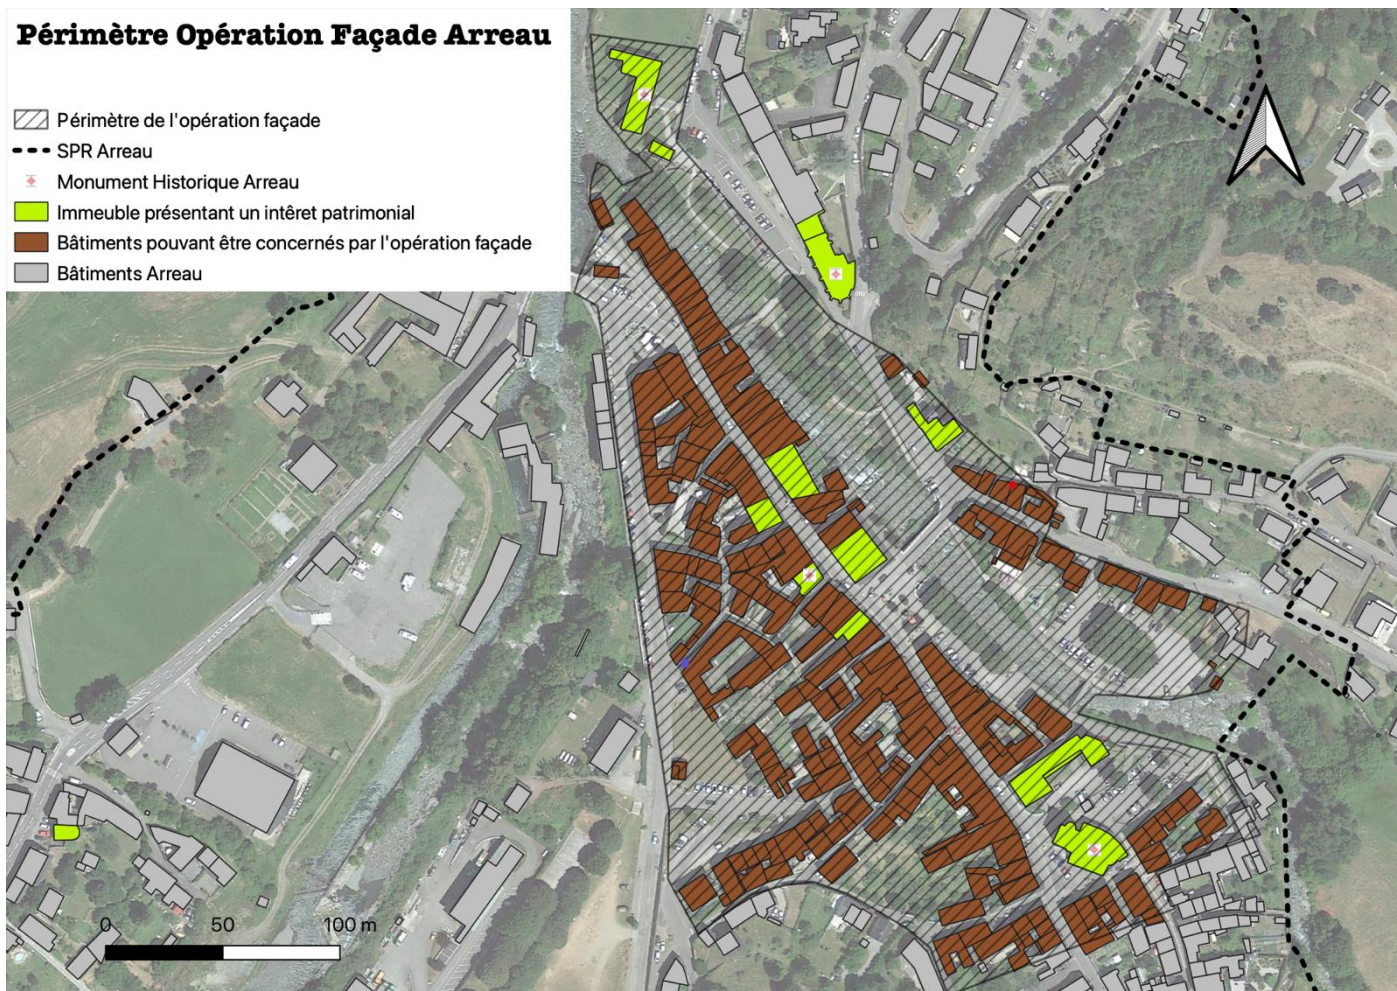 Périmètre Opération Façade Arreau
Périmètre de l'opération façade
SPR Arreau
Monument Historique Arreau
Immeuble présentant un intêret patrimonial
Bâtiments pouvant être concernés par l'opération façade
Bâtiments Arreau
0 50 100 m